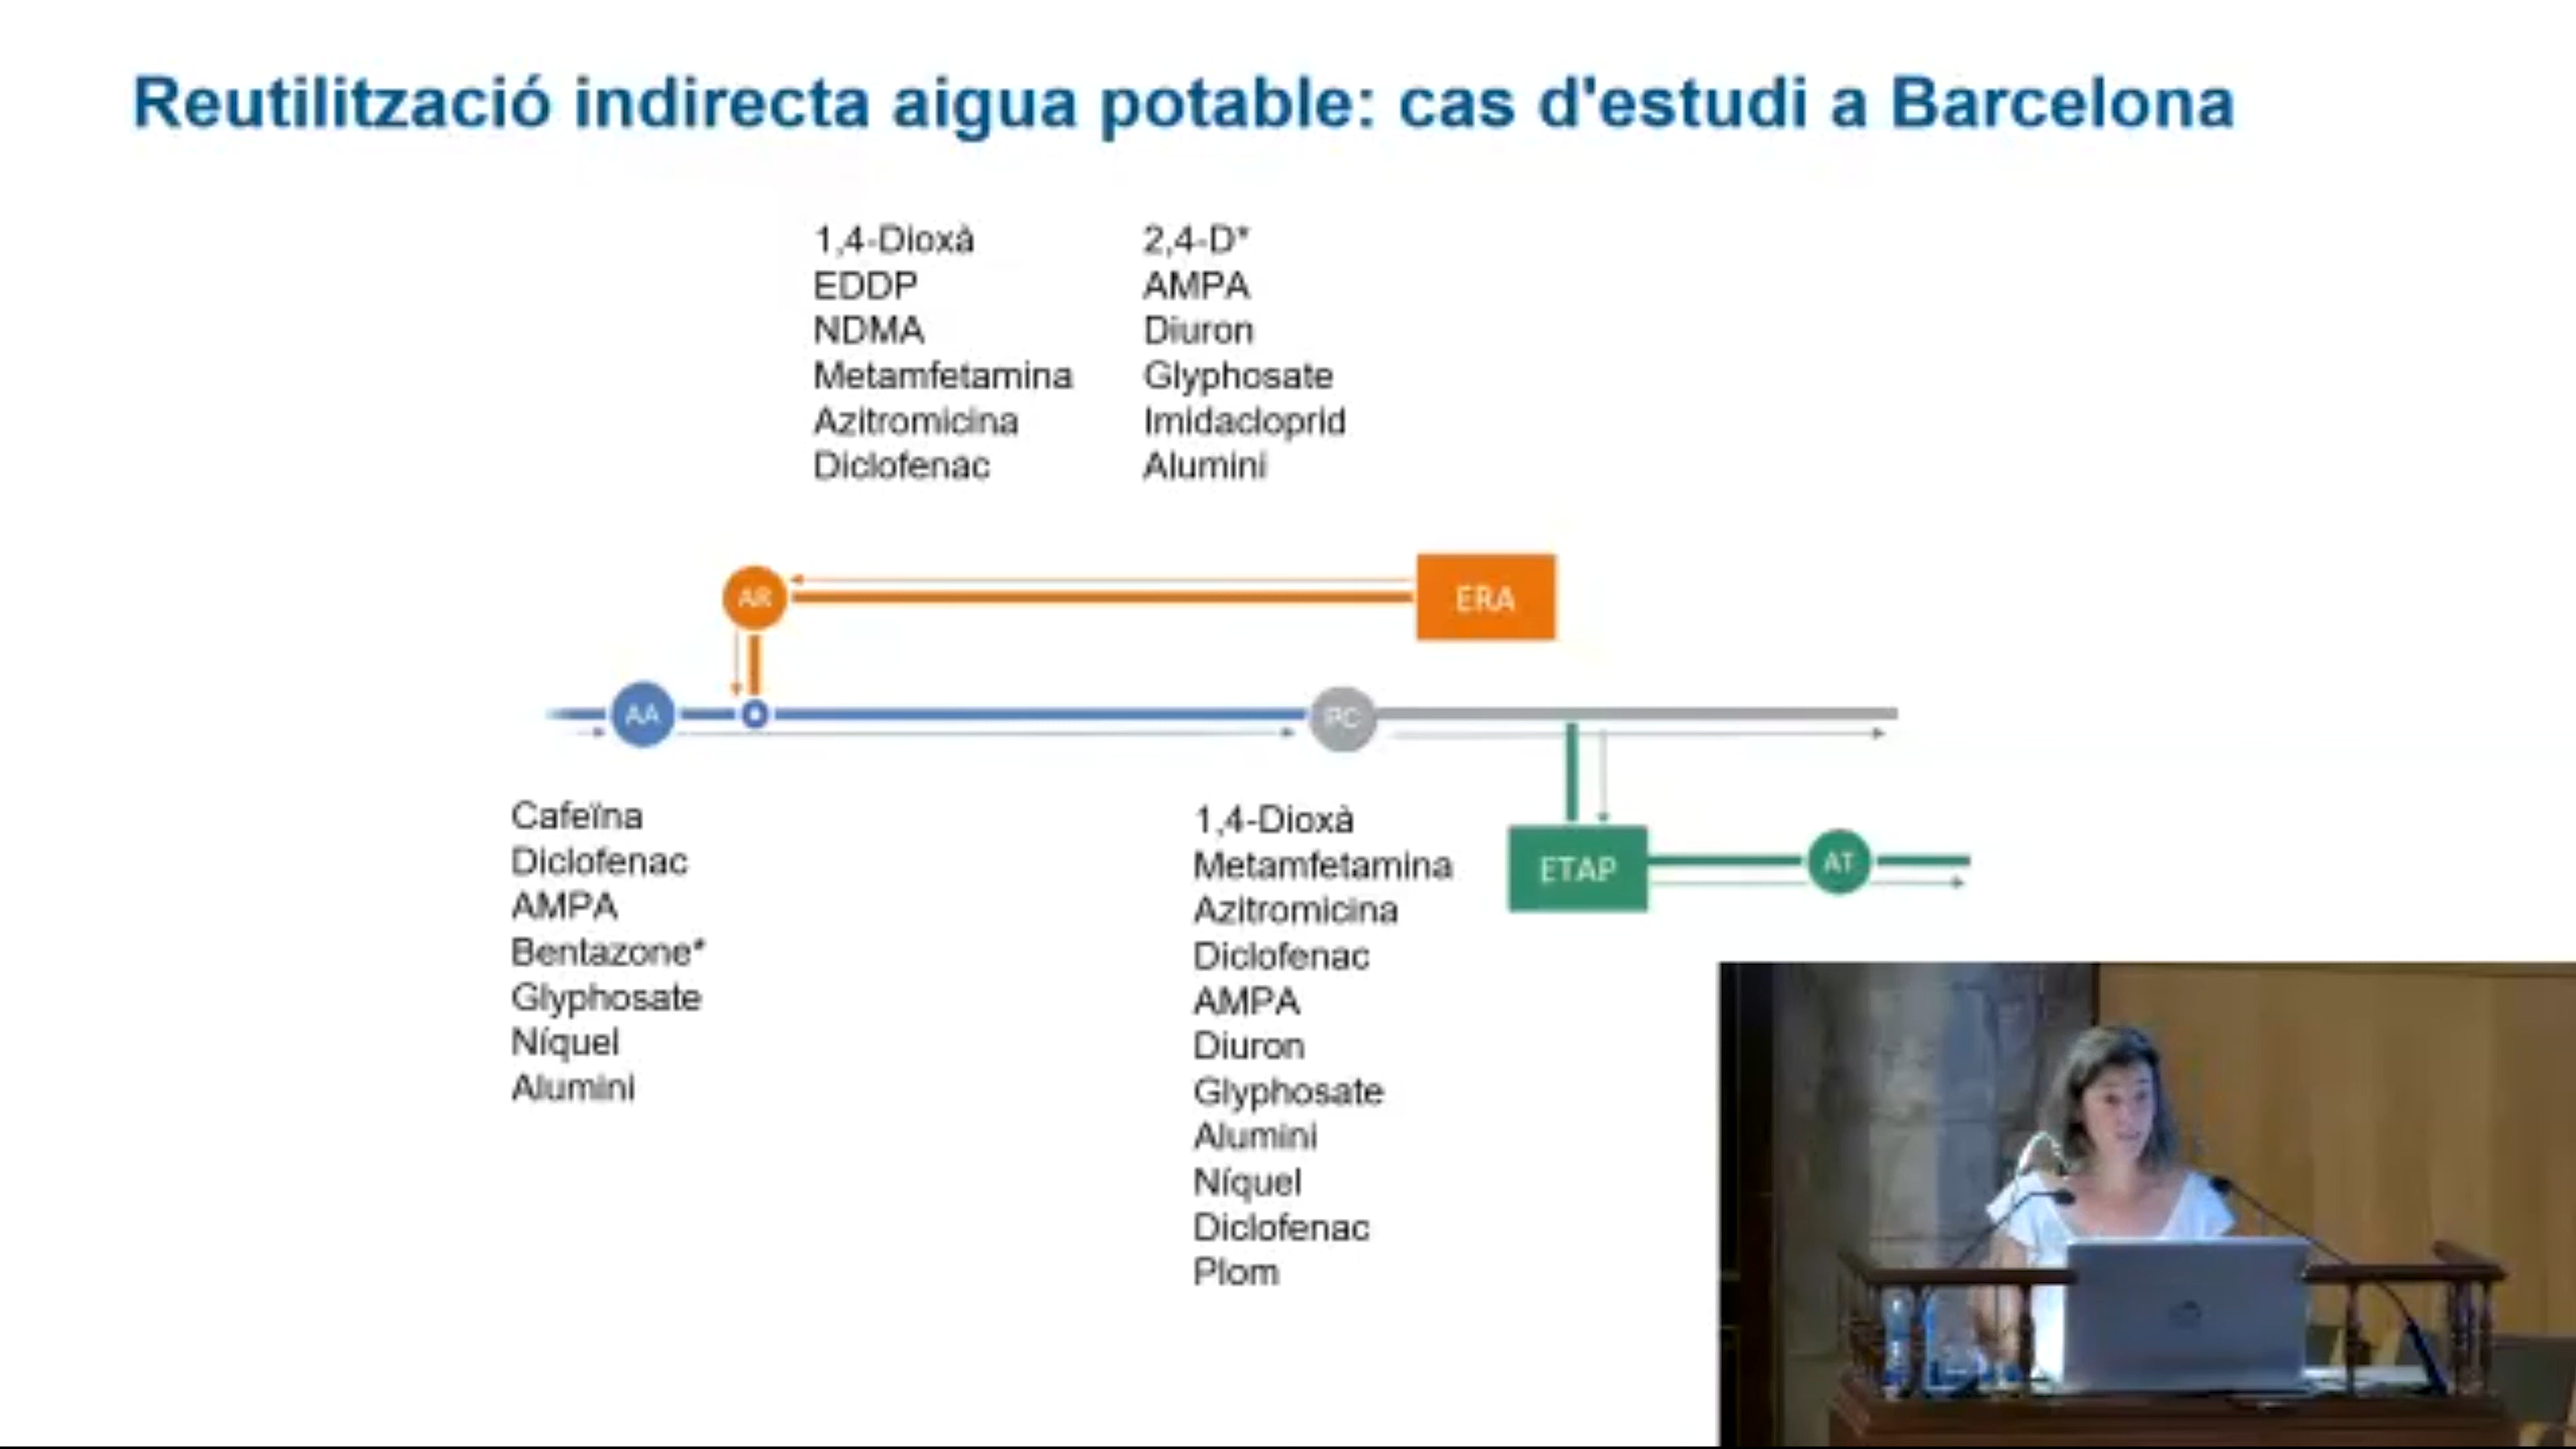 Reutilització indirecta aigua potable: cas d'estudi a Barcelona
1,4-Dioxà
EDDP
NDMA
Metamfetamina
Azitromicina
Diclofenac
2,4-D*
AMPA
Diuron
Glyphosate
Imidacloprid
Alumini
AR
ERA
AA
PC
ETAP
AT
Cafeïna
Diclofenac
AMPA
Bentazone*
Glyphosate
Níquel
Alumini
1,4-Dioxà
Metamfetamina
Azitromicina
Diclofenac
AMPA
Diuron
Glyphosate
Alumini
Níquel
Diclofenac
Plom